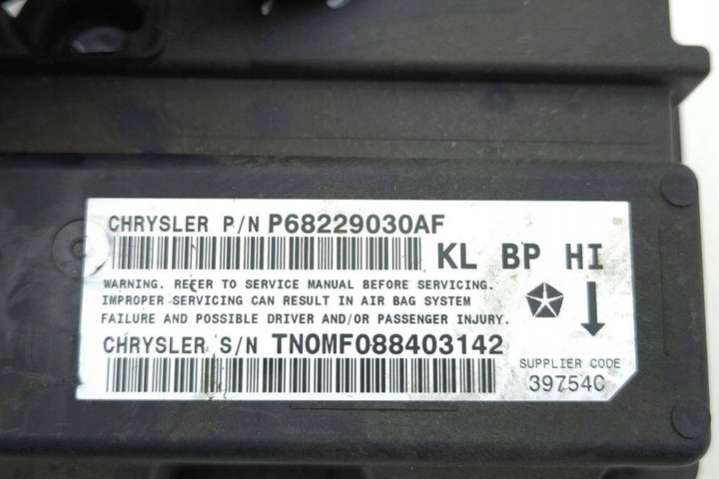 CHRYSLER P/N P68229030AF
KL BP HI
WARNING. REFER TO SERVICE MANUAL BEFORE SERVICING.
IMPROPER SERVICING CAN RESULT IN AIR BAG SYSTEM
FAILURE AND POSSIBLE DRIVER AND/OR PASSENGER INJURY.
CHRYSLER S/N TN0MF088403142
SUPPLIER CODE
39754C